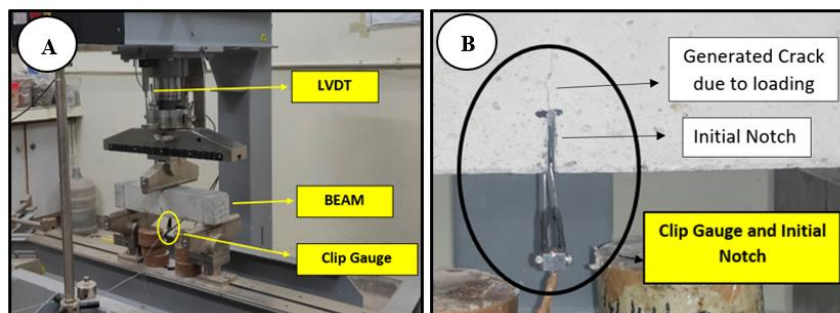 A
LVDT
BEAM
Clip Gauge
B
Generated Crack
due to loading
Initial Notch
Clip Gauge and Initial
Notch